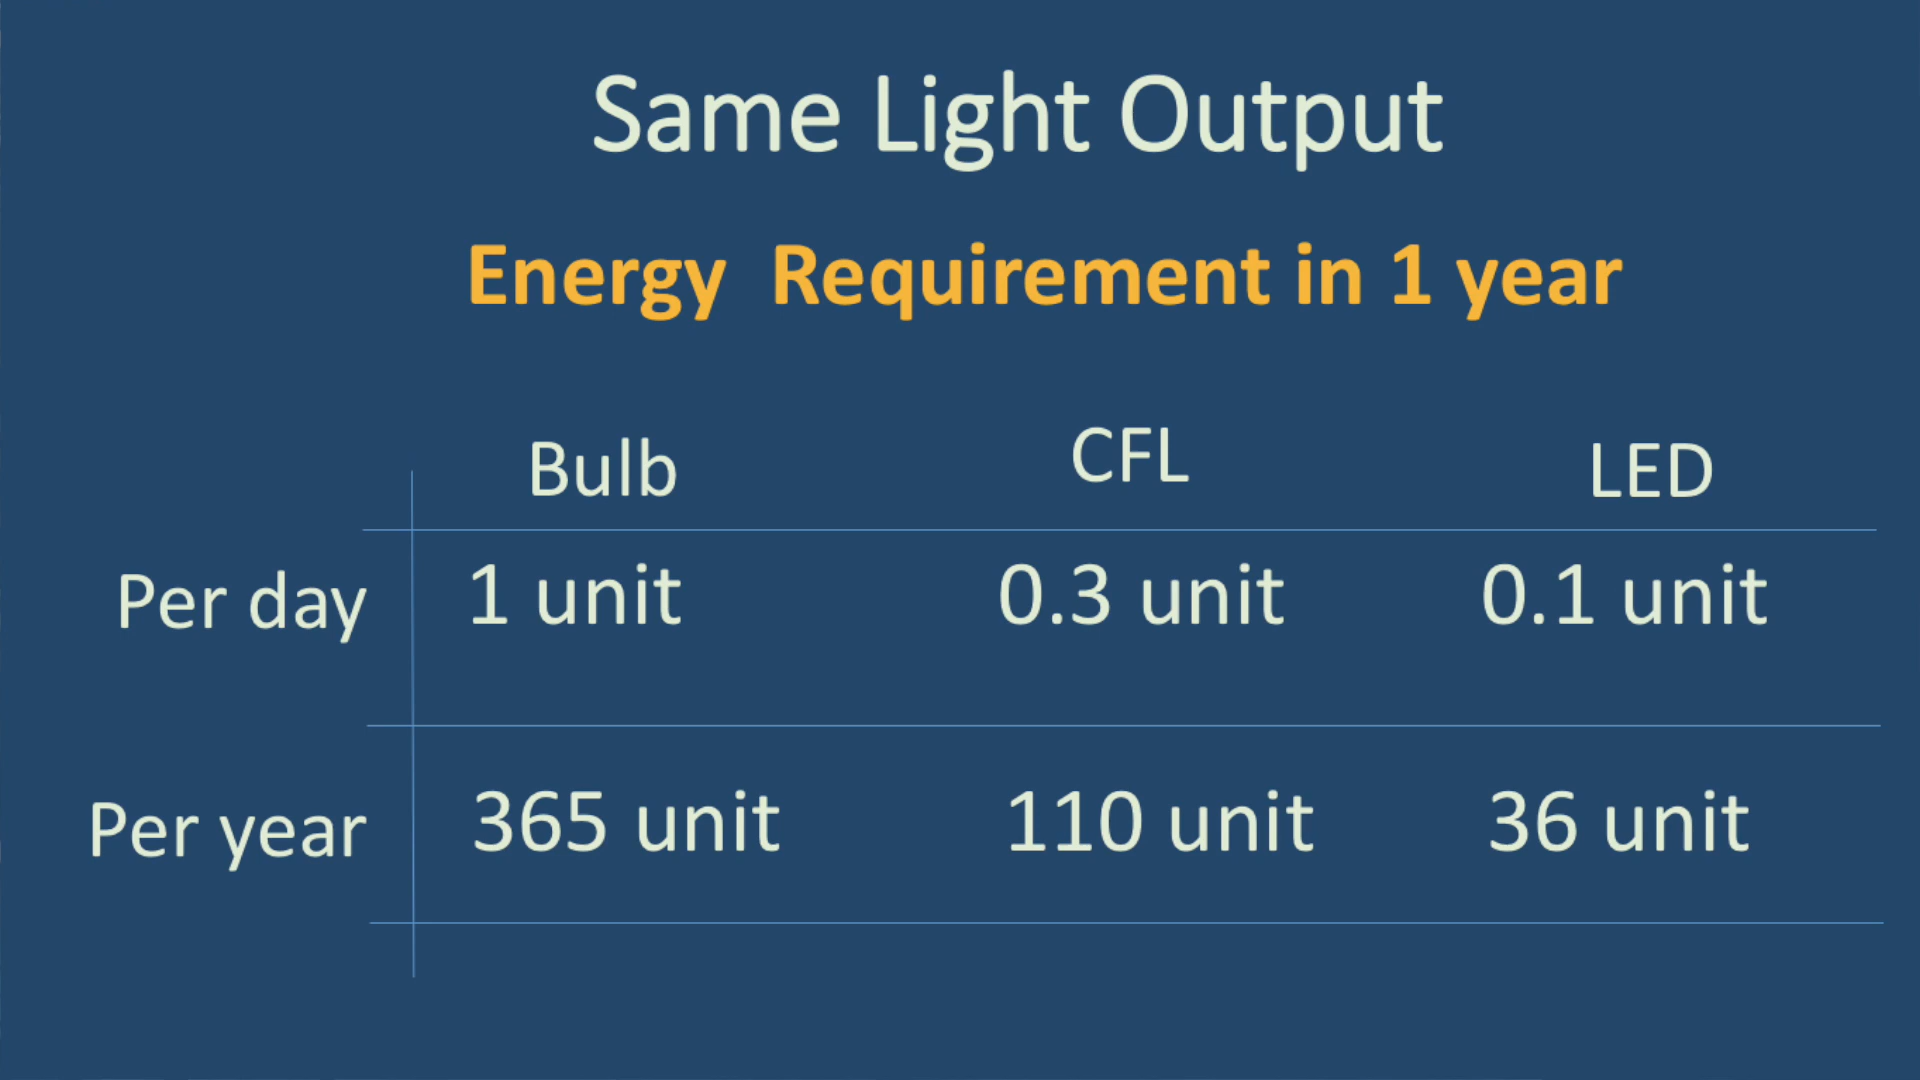 Same Light Output
Energy Requirement in 1 year
Bulb CFL LED
Per day 1 unit 0.3 unit 0.1 unit
Per year 365 unit 110 unit 36 unit